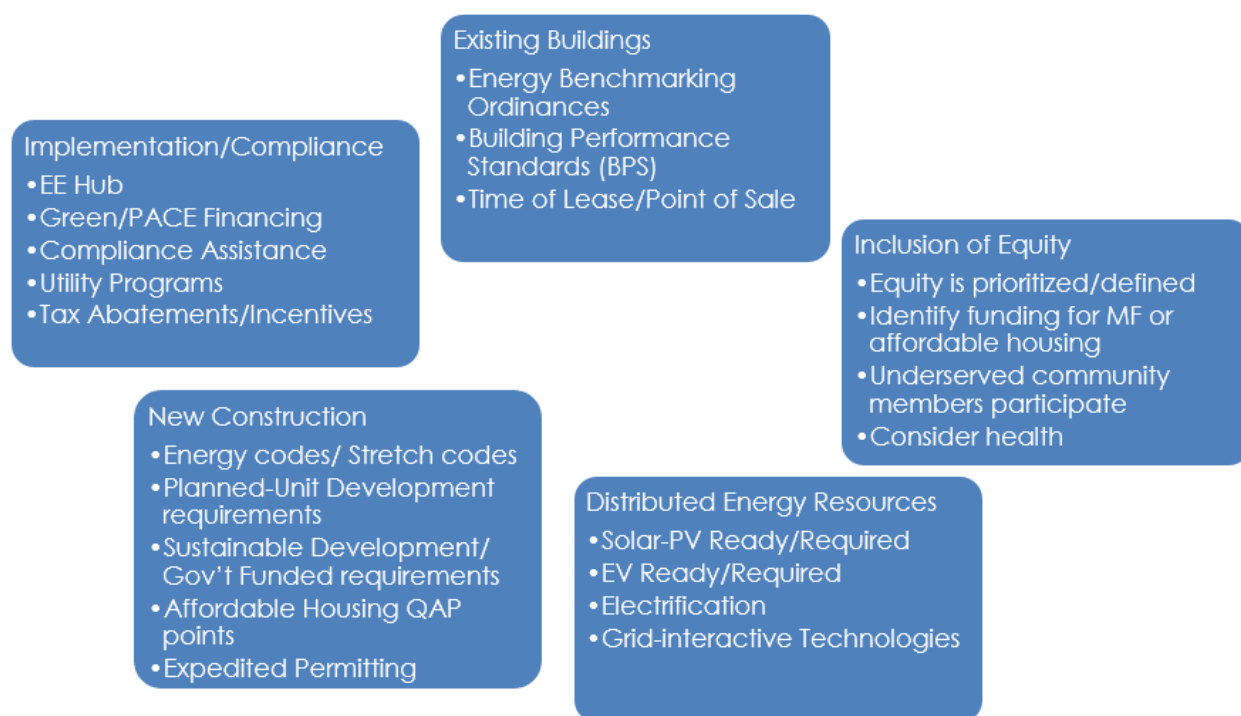 Existing Buildings
•Energy Benchmarking
Ordinances
•Building Performance
Standards (BPS)
•Time of Lease/Point of Sale
Implementation/Compliance
•EE Hub
•Green/PACE Financing
•Compliance Assistance
•Utility Programs
•Tax Abatements/Incentives
Inclusion of Equity
•Equity is prioritized/defined
•Identify funding for MF or
affordable housing
•Underserved community
members participate
•Consider health
New Construction
•Energy codes/ Stretch codes
•Planned-Unit Development
requirements
•Sustainable Development/
Gov’t Funded requirements
•Affordable Housing QAP
points
•Expedited Permitting
Distributed Energy Resources
•Solar-PV Ready/Required
•EV Ready/Required
•Electrification
•Grid-interactive Technologies